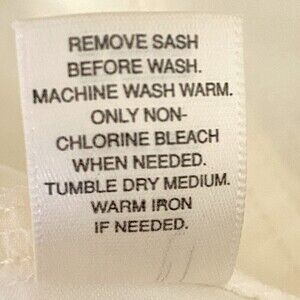 REMOVE SASH
BEFORE WASH.
MACHINE WASH WARM.
ONLY NON-
CHLORINE BLEACH
WHEN NEEDED.
TUMBLE DRY MEDIUM.
WARM IRON
IF NEEDED.